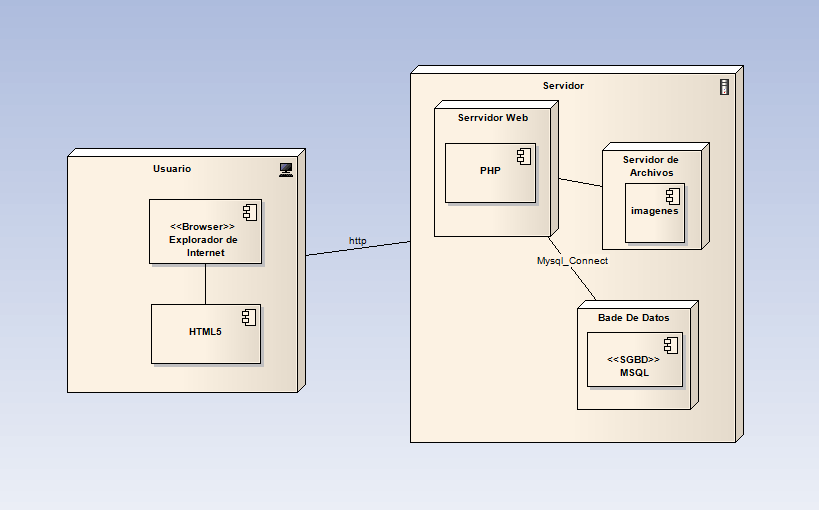 Servidor
Serrvidor Web
PHP
Servidor de
Archivos
imagenes
Usuario
<<Browser>>
Explorador de
Internet
http
Mysql_Connect
HTML5
Bade De Datos
<<SGBD>>
MSQL